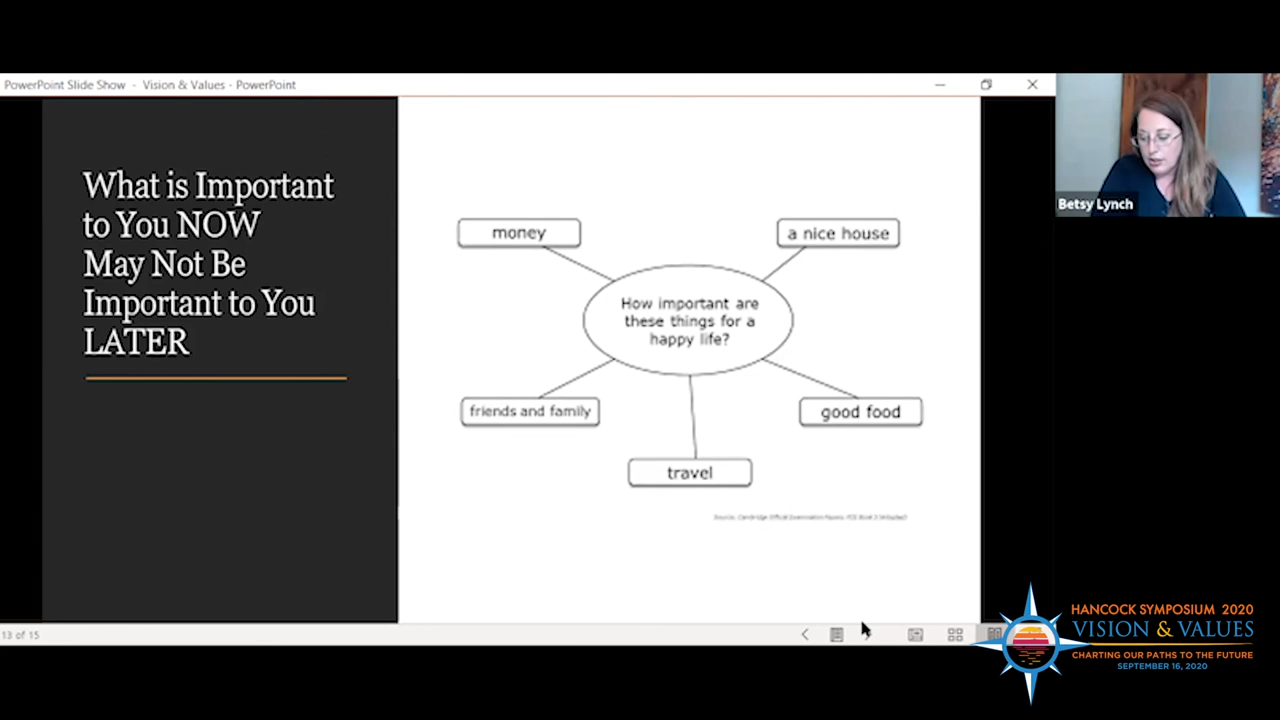 PowerPoint Slide Show - Vision & Values - PowerPoint
What is Important
to You NOW
May Not Be
Important to You
LATER
money
a nice house
How important are
these things for a
happy life?
friends and family
good food
travel
Betsy Lynch
13 of 15
HANCOCK SYMPOSIUM 2020
VISION & VALUES
CHARTING OUR PATHS TO THE FUTURE
SEPTEMBER 16, 2020